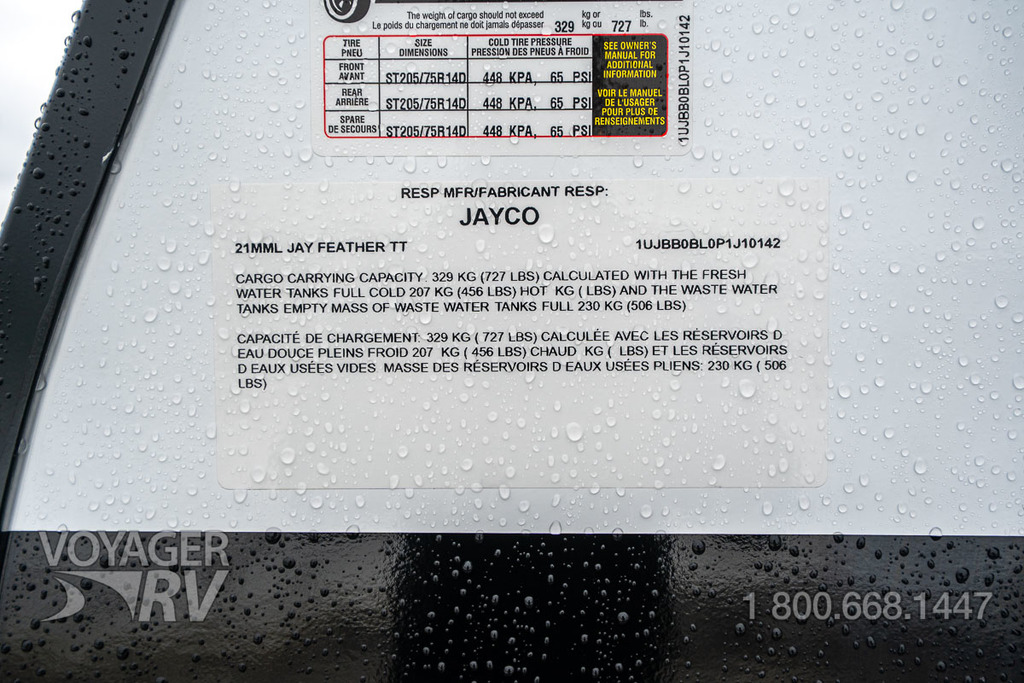 The weight of cargo should not exceed kg or lbs.
Le poids du chargement ne doit jamais dépasser 329 kg ou 727 lb.
TIRE PNEU SIZE DIMENSIONS COLD TIRE PRESSURE PRESSION DES PNEUS À FROID
FRONT AVANT ST205/75R14D 448 KPA, 65 PSI
REAR ARRIÈRE ST205/75R14D 448 KPA, 65 PSI
SPARE DE SECOURS ST205/75R14D 448 KPA, 65 PSI
SEE OWNER'S
MANUAL FOR
ADDITIONAL
INFORMATION
VOIR LE MANUEL
DE L'USAGER
POUR PLUS DE
RENSEIGNEMENTS
1UJBB0BL0P1J10142
RESP MFR/FABRICANT RESP:
JAYCO
21MML JAY FEATHER TT 1UJBB0BL0P1J10142
CARGO CARRYING CAPACITY 329 KG (727 LBS) CALCULATED WITH THE FRESH
WATER TANKS FULL COLD 207 KG (456 LBS) HOT KG ( LBS) AND THE WASTE WATER
TANKS EMPTY MASS OF WASTE WATER TANKS FULL 230 KG (506 LBS)
CAPACITÉ DE CHARGEMENT: 329 KG ( 727 LBS) CALCULÉE AVEC LES RÉSERVOIRS D
EAU DOUCE PLEINS FROID 207 KG ( 456 LBS) CHAUD KG ( LBS) ET LES RÉSERVOIRS
D EAUX USÉES VIDES MASSE DES RÉSERVOIRS D EAUX USÉES PLIENS: 230 KG ( 506
LBS)
VOYAGER
RV
1 800.668.1447